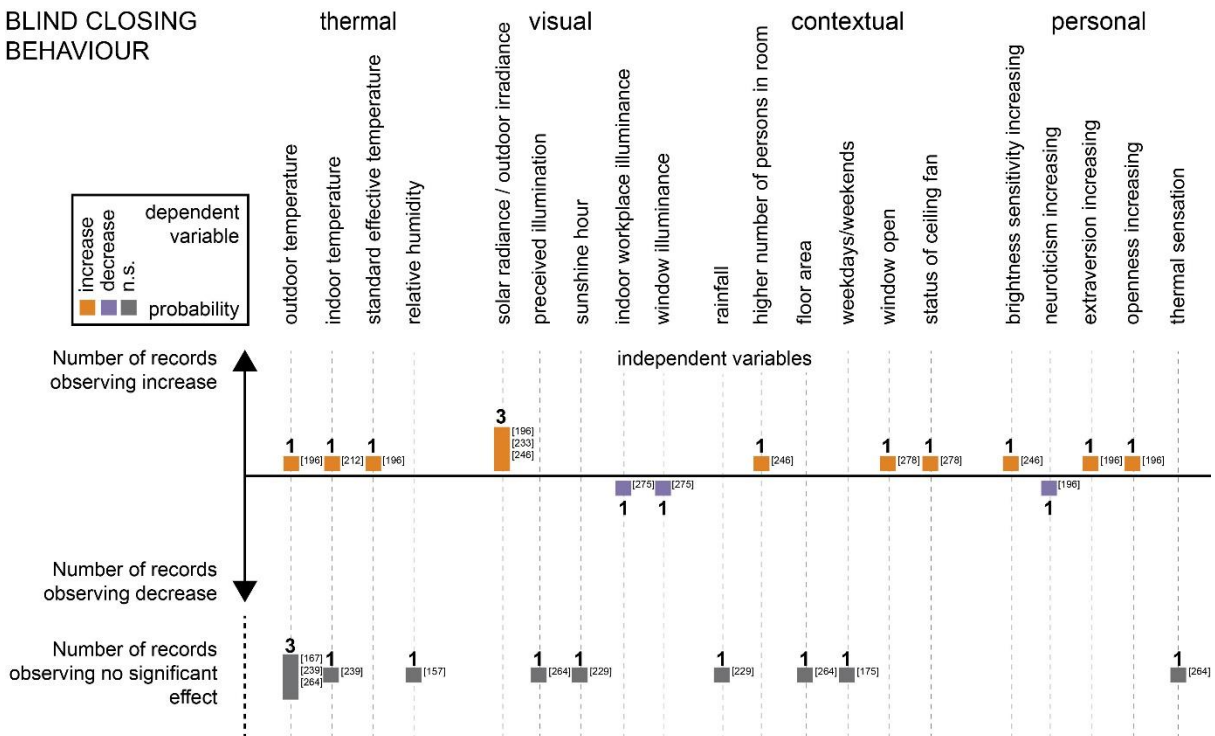 BLIND CLOSING
BEHAVIOUR
thermal
visual
contextual
personal
outdoor temperature
indoor temperature
standard effective temperature
relative humidity
solar radiance / outdoor irradiance
preceived illumination
sunshine hour
indoor workplace illuminance
window illuminance
rainfall
higher number of persons in room
floor area
weekdays/weekends
window open
status of ceiling fan
brightness sensitivity increasing
neuroticism increasing
extraversion increasing
openness increasing
thermal sensation
increase
decrease
n.s.
dependent
variable
probability
independent variables
Number of records
observing increase
1 [196]
1 [212]
1 [196]
3
[196]
[233]
[246]
1 [246]
1 [278]
1 [278]
1 [246]
1 [196]
1 [196]
[275]
1
[275]
1
[196]
1
Number of records
observing decrease
Number of records
observing no significant
effect
3
[167]
[239]
[264]
1 [239]
1 [157]
1 [264]
1 [229]
1 [229]
1 [264]
1 [175]
1 [264]